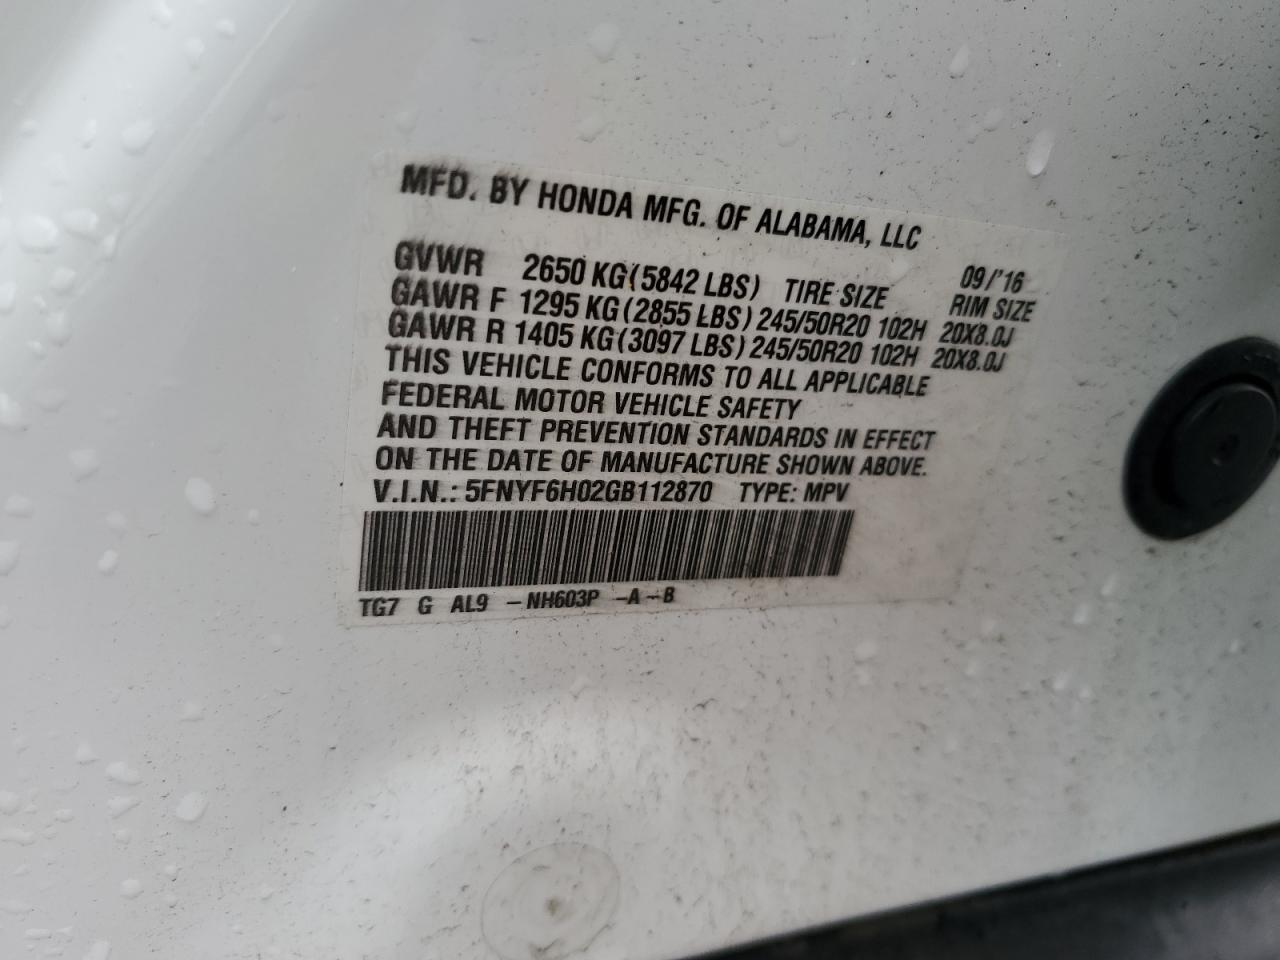 MFD. BY HONDA MFG. OF ALABAMA, LLC
09/'16
GVWR 2650 KG (5842 LBS) TIRE SIZE RIM SIZE
GAWR F 1295 KG (2855 LBS) 245/50R20 102H 20X8.0J
GAWR R 1405 KG (3097 LBS) 245/50R20 102H 20X8.0J
THIS VEHICLE CONFORMS TO ALL APPLICABLE
FEDERAL MOTOR VEHICLE SAFETY
AND THEFT PREVENTION STANDARDS IN EFFECT
ON THE DATE OF MANUFACTURE SHOWN ABOVE.
V.I.N.: 5FNYF6H02GB112870 TYPE: MPV
TG7 G AL9 -NH603P -A -B